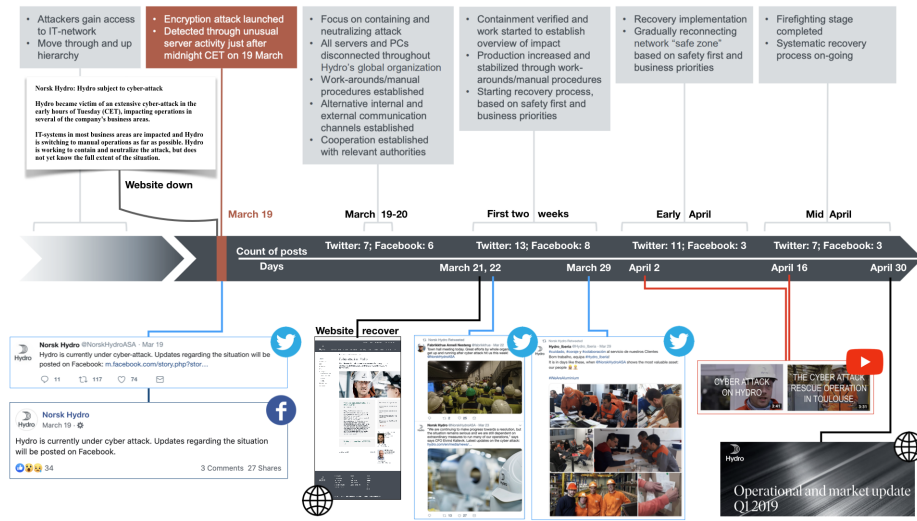 • Attackers gain access
to IT-network
• Move through and up
hierarchy
• Encryption attack launched
• Detected through unusual
server activity just after
midnight CET on 19 March
• Focus on containing and
neutralizing attack
• All servers and PCs
disconnected throughout
Hydro's global organization
• Work-arounds/manual
procedures established
• Alternative internal and
external communication
channels established
• Cooperation established
with relevant authorities
• Containment verified and
work started to establish
overview of impact
• Production increased and
stabilized through work-
arounds/manual procedures
• Starting recovery process,
based on safety first and
business priorities
• Recovery implementation
• Gradually reconnecting
network "safe zone"
based on safety first and
business priorities
• Firefighting stage
completed
• Systematic recovery
process on-going
Norsk Hydro: Hydro subject to cyber-attack
Hydro became victim of an extensive cyber-attack in the
early hours of Tuesday (CET), impacting operations in
several of the company's business areas.
IT-systems in most business areas are impacted and Hydro
is switching to manual operations as far as possible. Hydro
is working to contain and neutralize the attack, but does
not yet know the full extent of the situation.
Website down
March 19
March 19-20
First two weeks
Early April
Mid April
Count of posts
Twitter: 7; Facebook: 6
Twitter: 13; Facebook: 8
Twitter: 11; Facebook: 3
Twitter: 7; Facebook: 3
Days
March 21, 22
March 29
April 2
April 16
April 30
Hydro
Norsk Hydro @NorskHydroASA · Mar 19
Hydro is currently under cyber-attack. Updates regarding the situation will be
posted on Facebook: m.facebook.com/story.php?stor...
11 117 74
Hydro
Norsk Hydro
March 19 ·
Hydro is currently under cyber attack. Updates regarding the situation
will be posted on Facebook.
34
3 Comments 27 Shares
Website recover
CYBER ATTACK
ON HYDRO
3:41
THE CYBER ATTACK
RESCUE OPERATION
IN TOULOUSE
3:31
Hydro
Operational and market update
Q1 2019